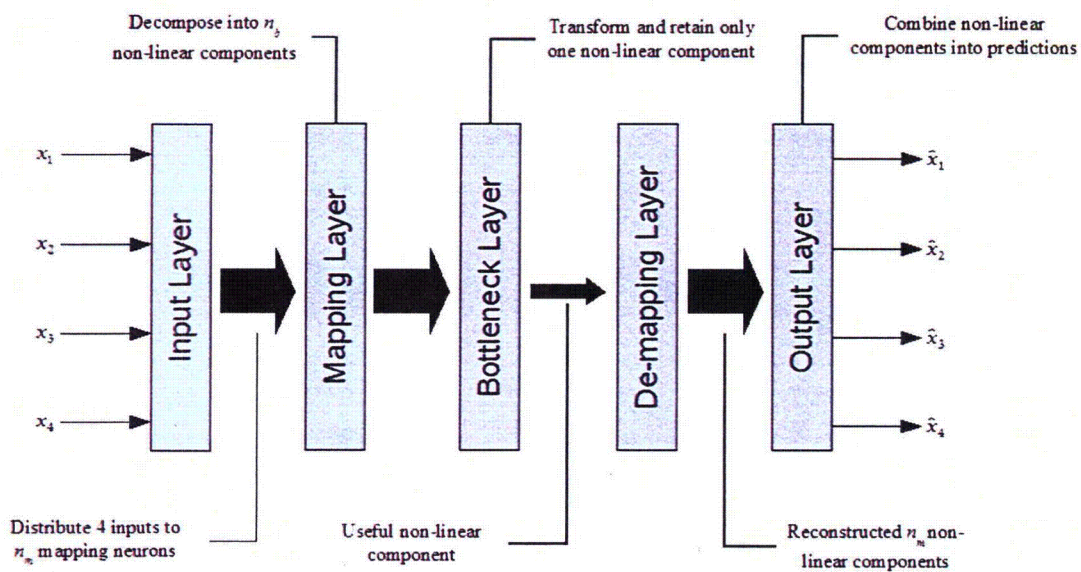 Decompose into n_b
non-linear components
Transform and retain only
one non-linear component
Combine non-linear
components into predictions
x₁
x₂
x₃
x₄
Input Layer
Mapping Layer
Bottleneck Layer
De-mapping Layer
Output Layer
x̂₁
x̂₂
x̂₃
x̂₄
Distribute 4 inputs to
n_m mapping neurons
Useful non-linear
component
Reconstructed n_m non-
linear components